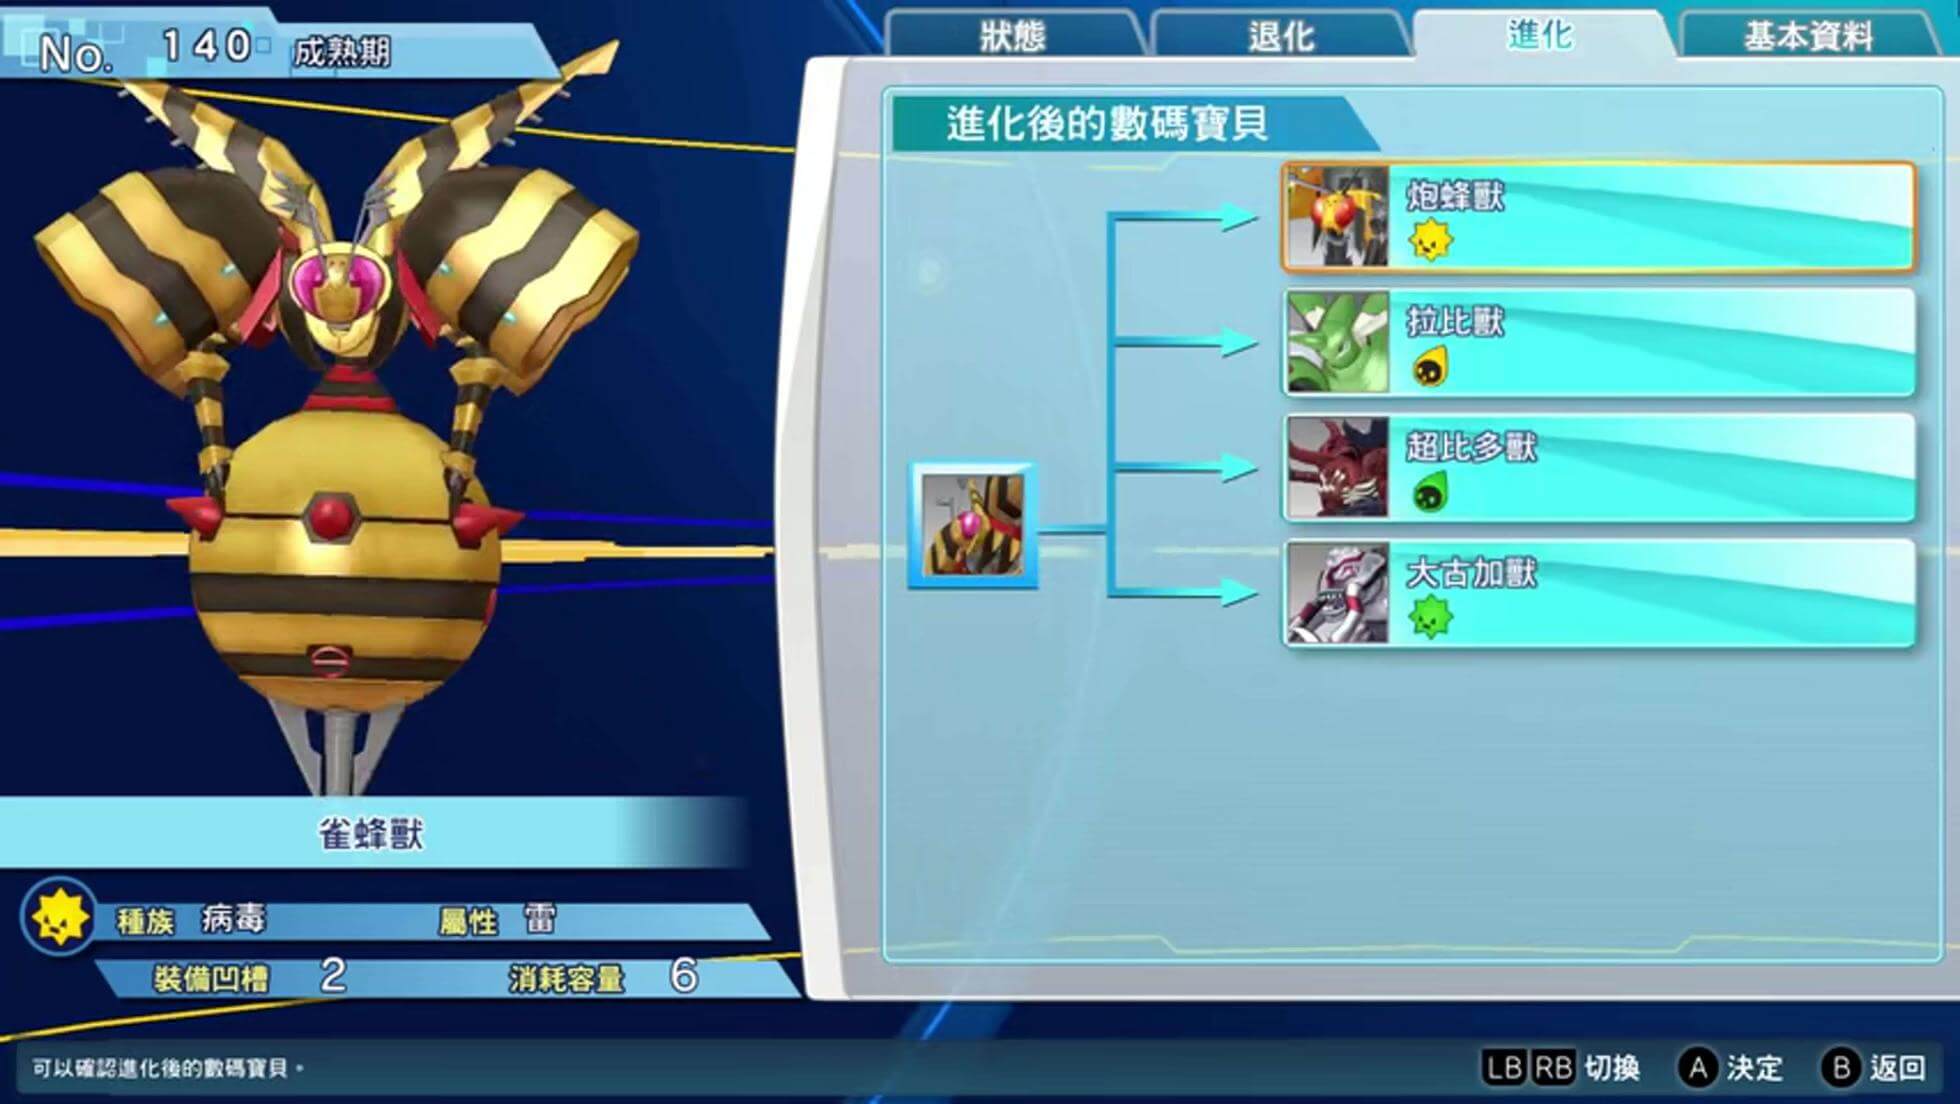 No. 140 成熟期
狀態 退化 進化 基本資料
進化後的數碼寶貝
炮蜂獸
拉比獸
超比多獸
大古加獸
雀蜂獸
種族 病毒 屬性 雷
裝備凹槽 2 消耗容量 6
可以確認進化後的數碼寶貝。
LB RB 切換 A 決定 B 返回